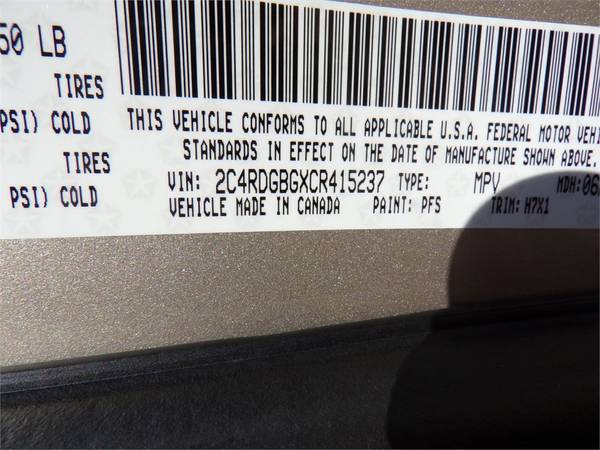 50 LB
TIRES
PSI) COLD
THIS VEHICLE CONFORMS TO ALL APPLICABLE U.S.A. FEDERAL MOTOR VEHI
STANDARDS IN EFFECT ON THE DATE OF MANUFACTURE SHOWN ABOVE.
TIRES
PSI) COLD
VIN: 2C4RDGBGXCR415237 TYPE: MPV MDH: 06
VEHICLE MADE IN CANADA PAINT: PFS TRIM: H7X1